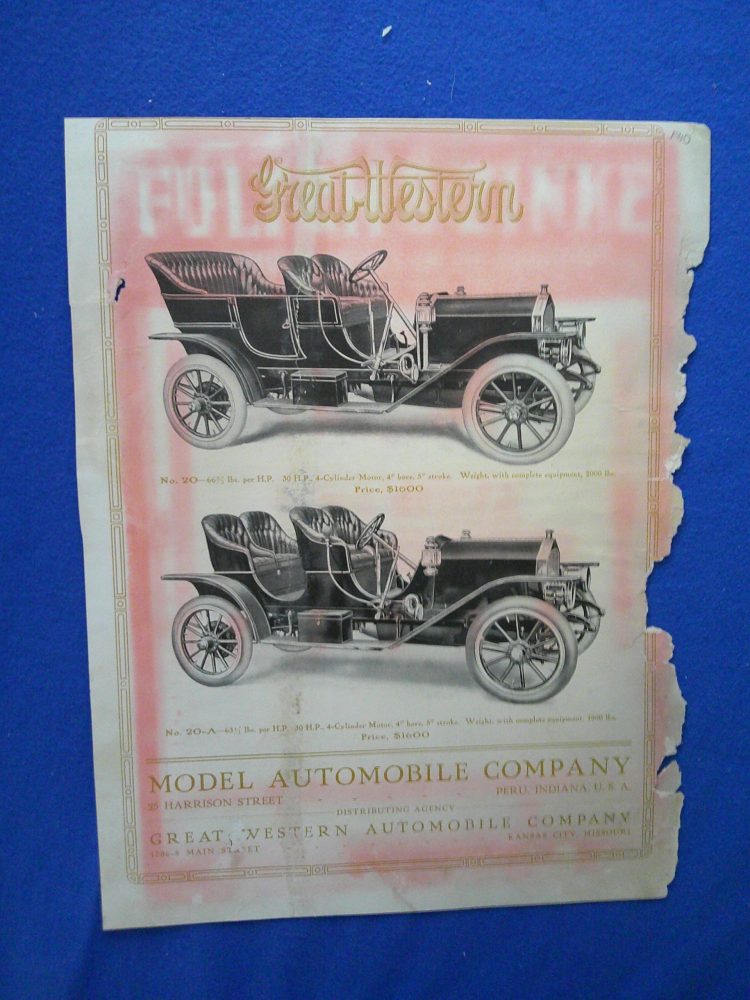 1910
Great Western
No. 20—66⅔ lbs. per H.P. 30 H.P., 4-Cylinder Motor, 4" bore, 5" stroke. Weight, with complete equipment, 2000 lbs.
Price, $1600
No. 20-A—63⅓ lbs. per H.P. 30 H.P., 4-Cylinder Motor, 4" bore, 5" stroke. Weight, with complete equipment, 1900 lbs.
Price, $1600
MODEL AUTOMOBILE COMPANY
25 HARRISON STREET PERU, INDIANA, U. S. A.
DISTRIBUTING AGENCY
GREAT WESTERN AUTOMOBILE COMPANY
MAIN STREET KANSAS CITY, MISSOURI